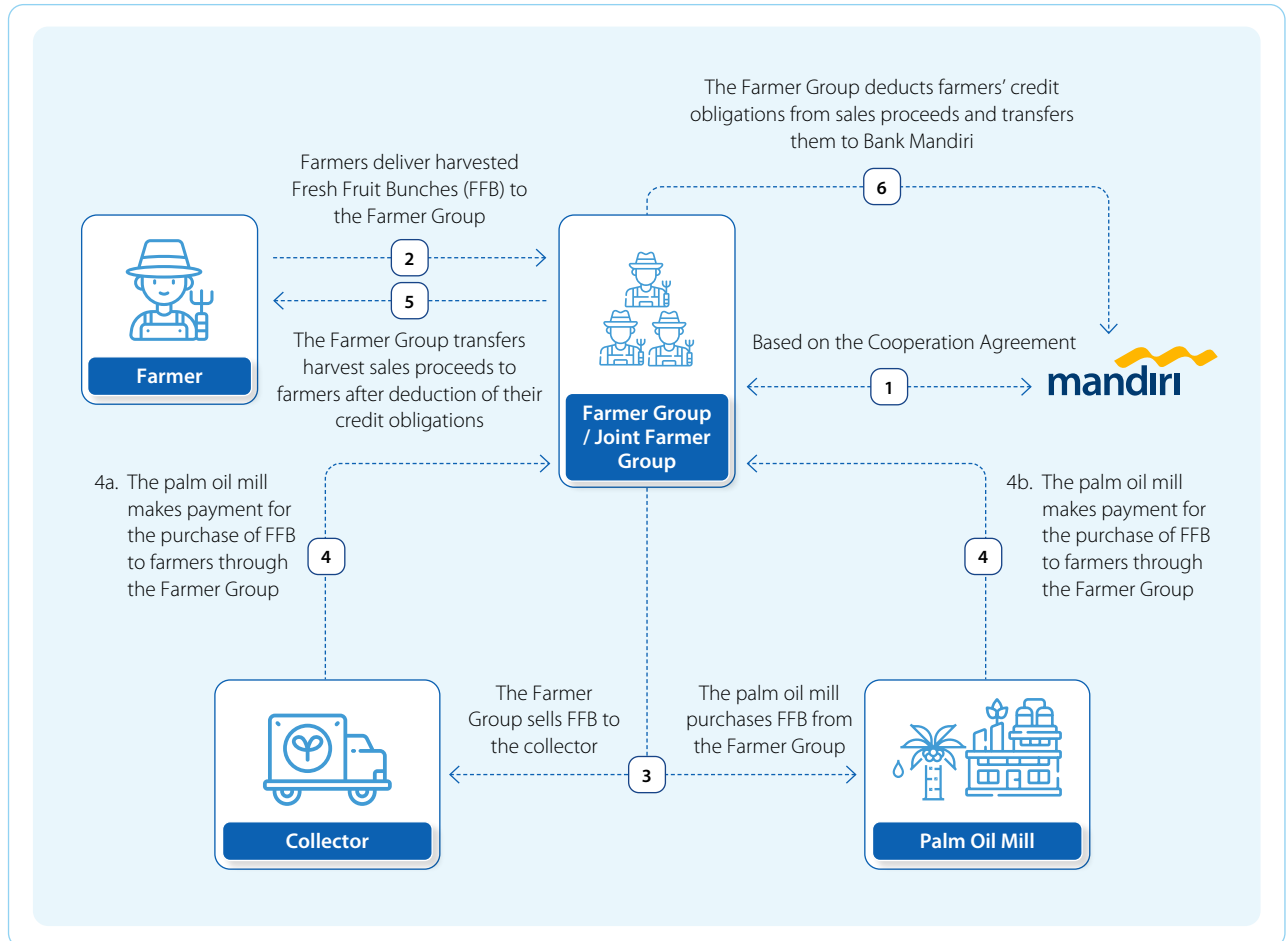 The Farmer Group deducts farmers’ credit
obligations from sales proceeds and transfers
them to Bank Mandiri
6
Farmers deliver harvested
Fresh Fruit Bunches (FFB) to
the Farmer Group
2
5
The Farmer Group transfers
harvest sales proceeds to
farmers after deduction of their
credit obligations
Farmer
Farmer Group
/ Joint Farmer
Group
Based on the Cooperation Agreement
1
mandiri
4a. The palm oil mill
makes payment for
the purchase of FFB
to farmers through
the Farmer Group
4
4b. The palm oil mill
makes payment for
the purchase of FFB
to farmers through
the Farmer Group
4
The Farmer
Group sells FFB to
the collector
The palm oil mill
purchases FFB from
the Farmer Group
3
Collector
Palm Oil Mill